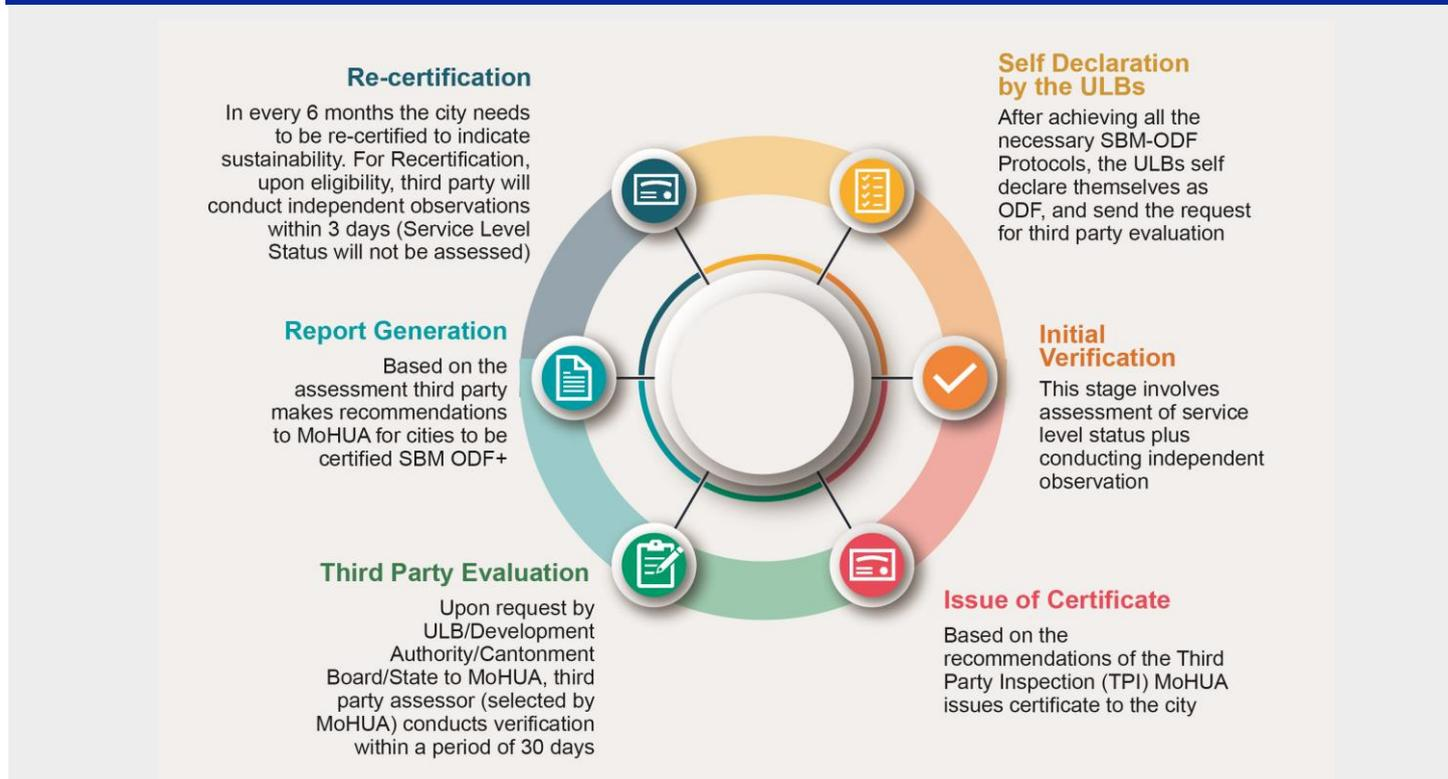 Re-certification
In every 6 months the city needs
to be re-certified to indicate
sustainability. For Recertification,
upon eligibility, third party will
conduct independent observations
within 3 days (Service Level
Status will not be assessed)
Self Declaration
by the ULBs
After achieving all the
necessary SBM-ODF
Protocols, the ULBs self
declare themselves as
ODF, and send the request
for third party evaluation
Report Generation
Based on the
assessment third party
makes recommendations
to MoHUA for cities to be
certified SBM ODF+
Initial
Verification
This stage involves
assessment of service
level status plus
conducting independent
observation
Third Party Evaluation
Upon request by
ULB/Development
Authority/Cantonment
Board/State to MoHUA, third
party assessor (selected by
MoHUA) conducts verification
within a period of 30 days
Issue of Certificate
Based on the
recommendations of the Third
Party Inspection (TPI) MoHUA
issues certificate to the city